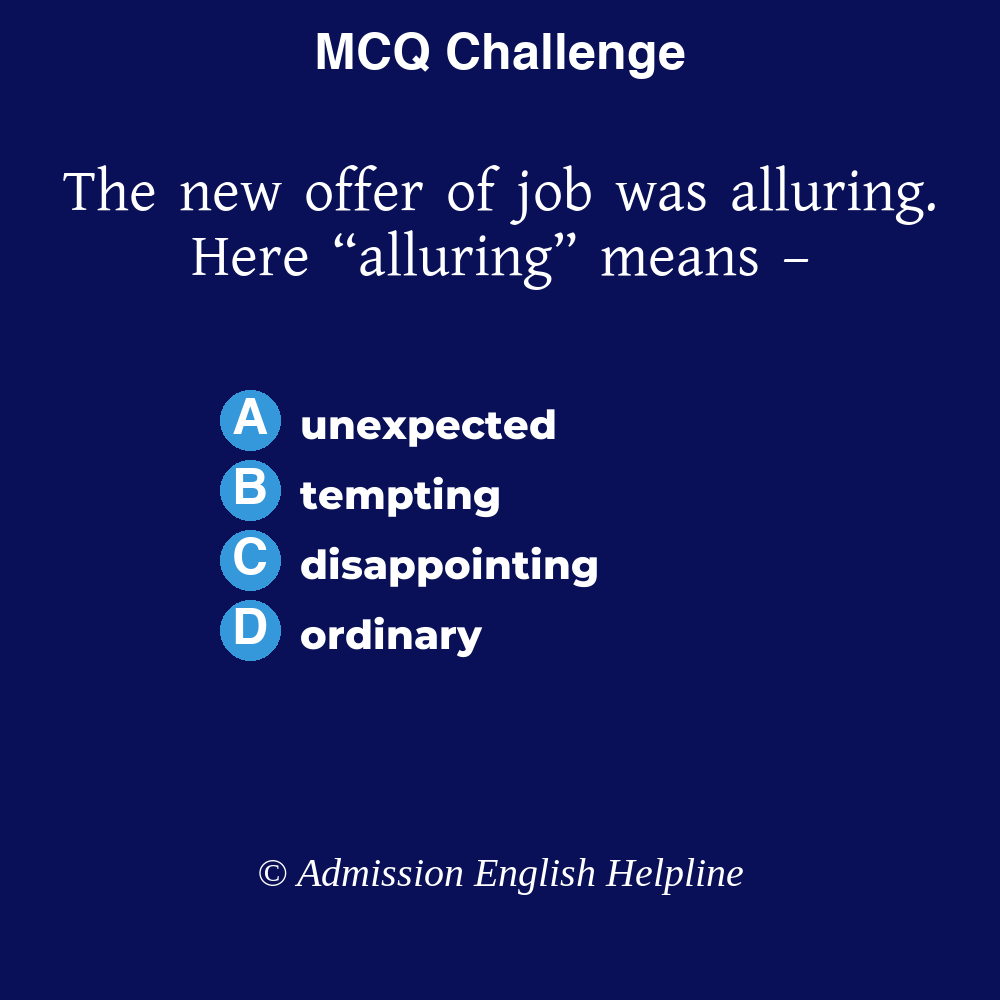 MCQ Challenge
The new offer of job was alluring.
Here “alluring” means –
A unexpected
B tempting
C disappointing
D ordinary
© Admission English Helpline